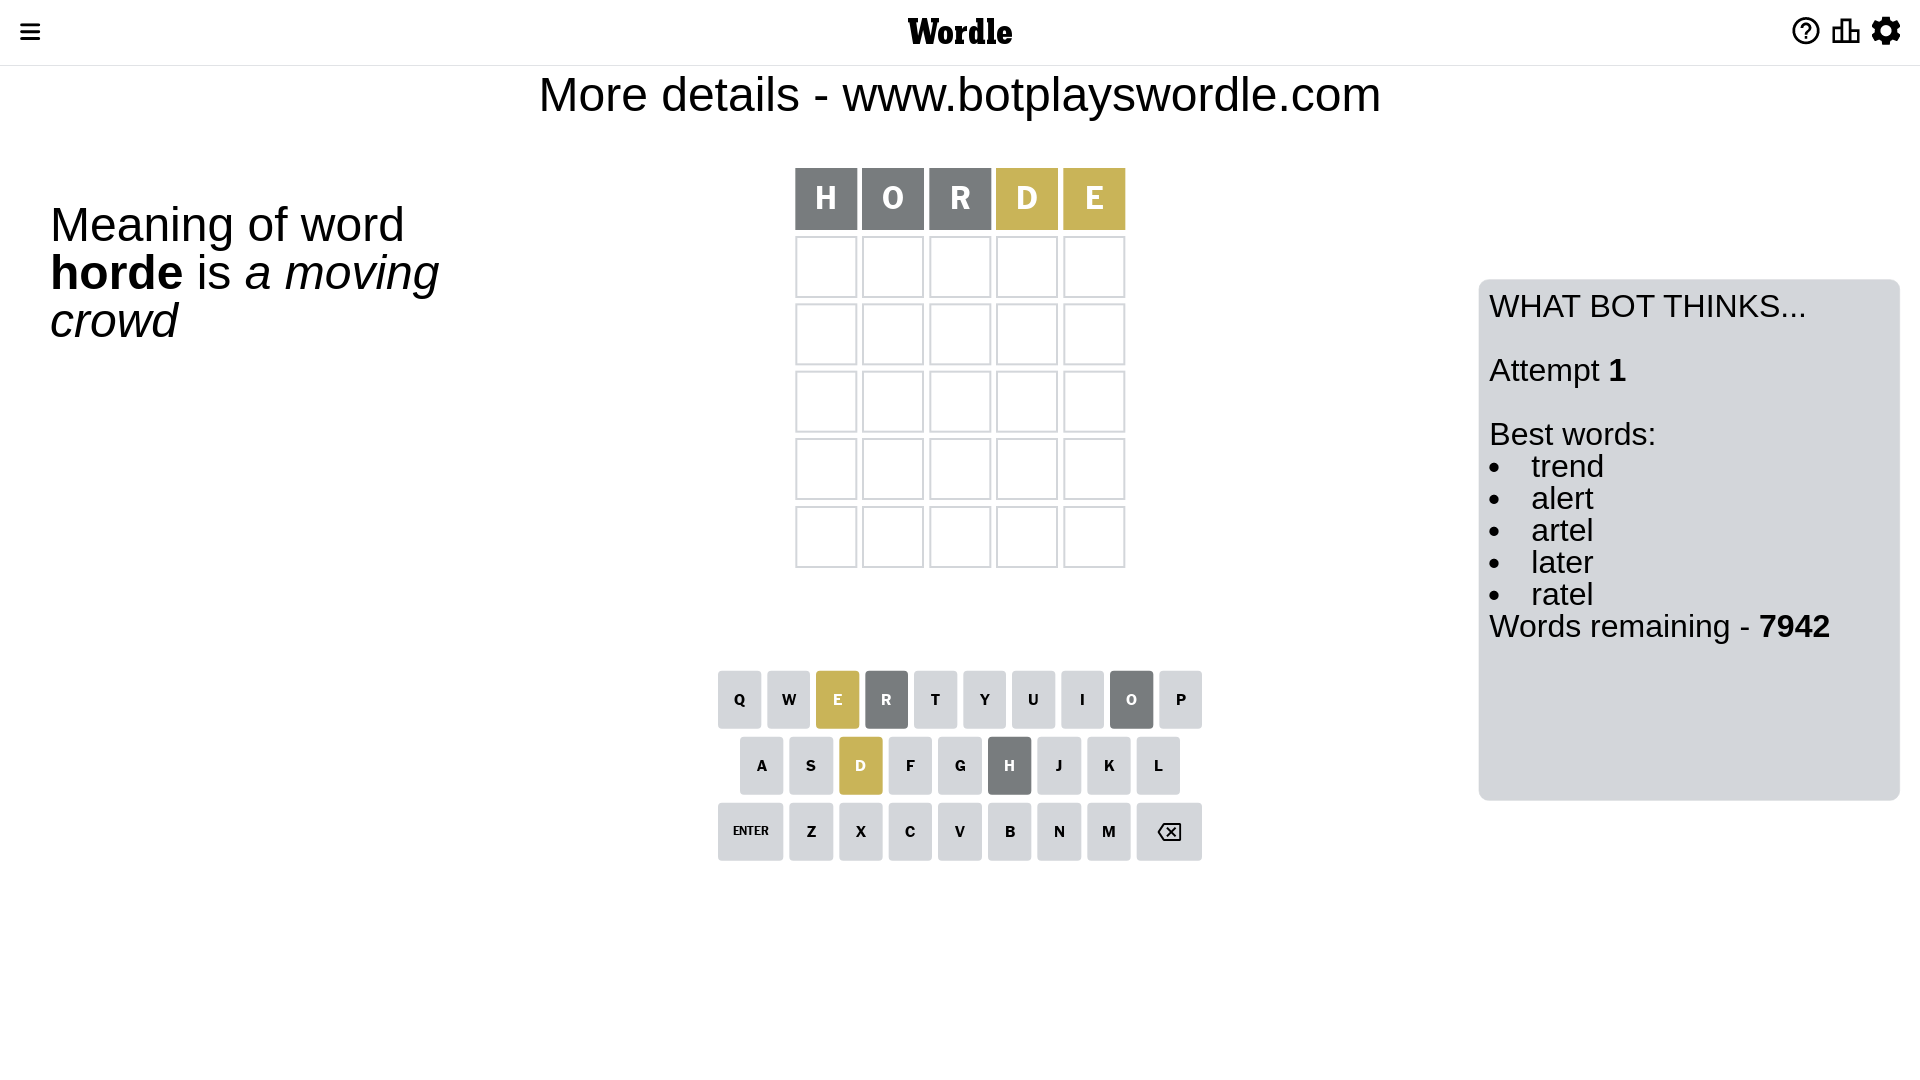 Wordle
More details - www.botplayswordle.com
Meaning of word
horde is a moving
crowd
H O R D E
WHAT BOT THINKS...
Attempt 1
Best words:
• trend
• alert
• artel
• later
• ratel
Words remaining - 7942
Q W E R T Y U I O P
A S D F G H J K L
ENTER Z X C V B N M